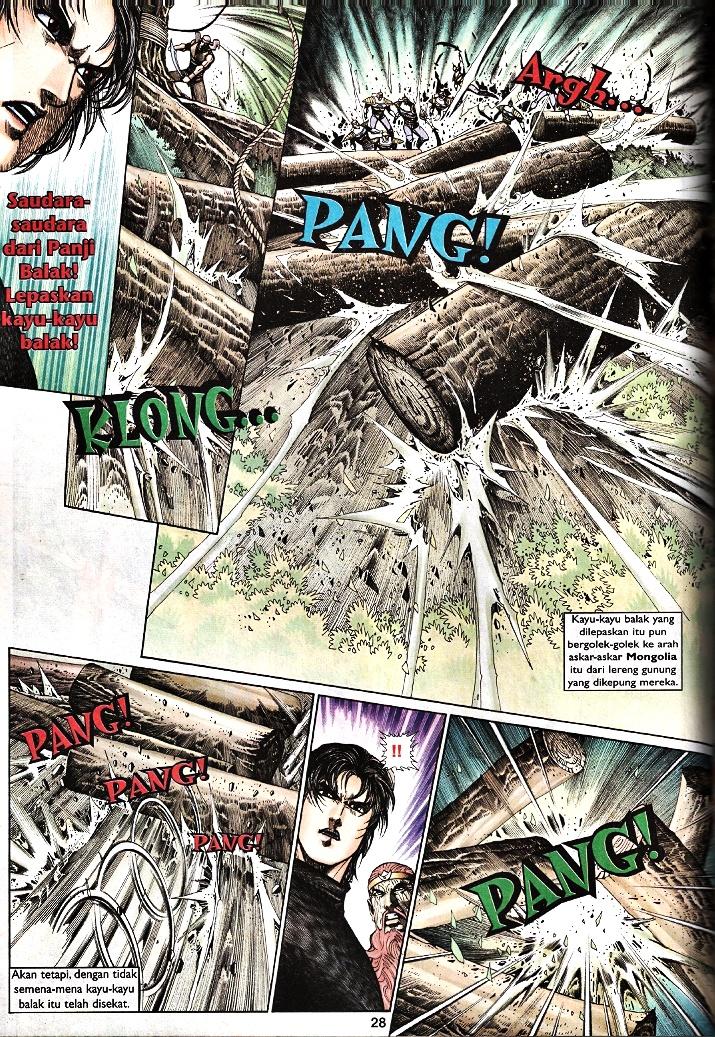 Saudara-
saudara
dari Panji
Balak!
Lepaskan
kayu-kayu
balak!
KLONG...
Argh...
PANG!
Kayu-kayu balak yang
dilepaskan itu pun
bergolek-golek ke arah
askar-askar Mongolia
itu dari lereng gunung
yang dikepung mereka.
PANG!
PANG!
PANG!
Akan tetapi, dengan tidak
semena-mena kayu-kayu
balak itu telah disekat.
!!
PANG!
28